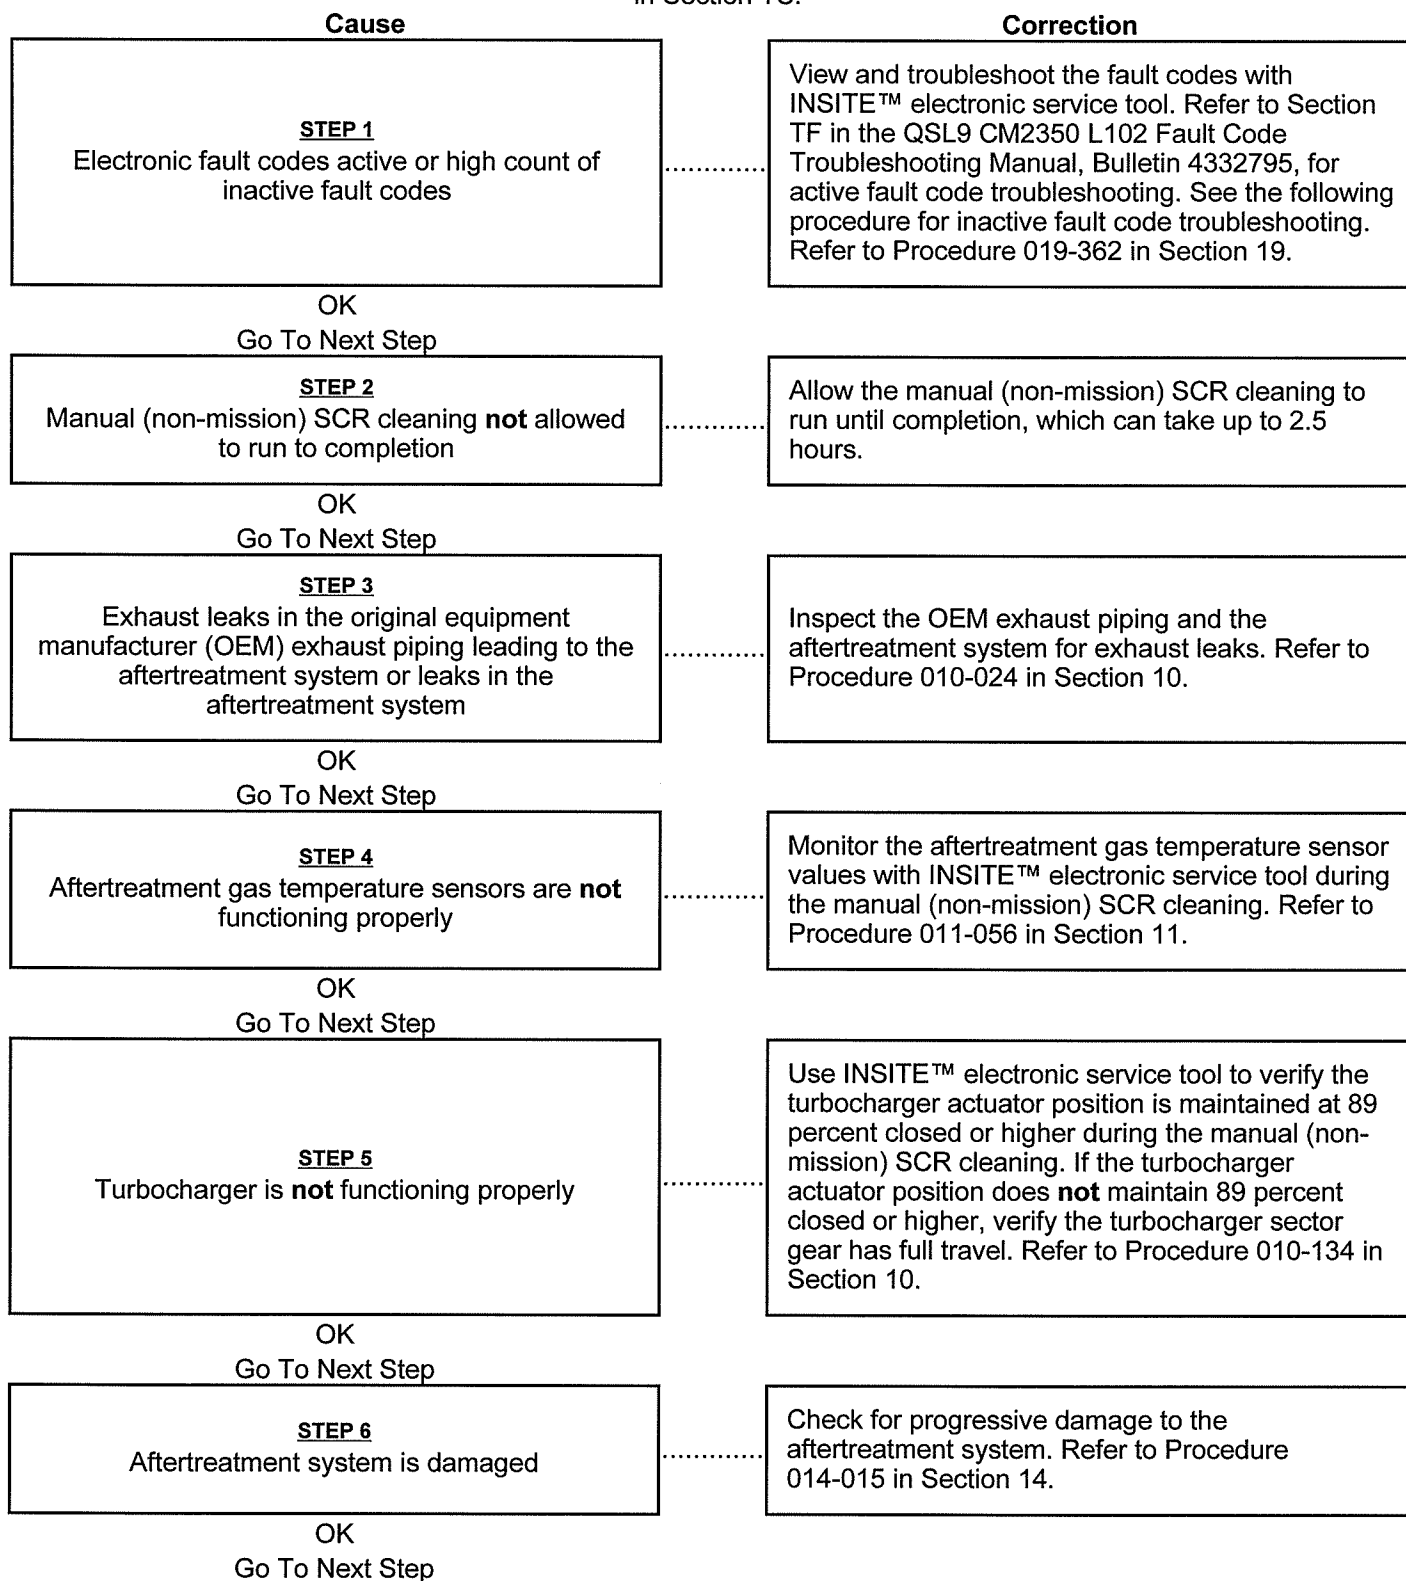 in Section TS.
Cause
Correction
STEP 1
Electronic fault codes active or high count of
inactive fault codes
View and troubleshoot the fault codes with
INSITE™ electronic service tool. Refer to Section
TF in the QSL9 CM2350 L102 Fault Code
Troubleshooting Manual, Bulletin 4332795, for
active fault code troubleshooting. See the following
procedure for inactive fault code troubleshooting.
Refer to Procedure 019-362 in Section 19.
OK
Go To Next Step
STEP 2
Manual (non-mission) SCR cleaning not allowed
to run to completion
Allow the manual (non-mission) SCR cleaning to
run until completion, which can take up to 2.5
hours.
OK
Go To Next Step
STEP 3
Exhaust leaks in the original equipment
manufacturer (OEM) exhaust piping leading to the
aftertreatment system or leaks in the
aftertreatment system
Inspect the OEM exhaust piping and the
aftertreatment system for exhaust leaks. Refer to
Procedure 010-024 in Section 10.
OK
Go To Next Step
STEP 4
Aftertreatment gas temperature sensors are not
functioning properly
Monitor the aftertreatment gas temperature sensor
values with INSITE™ electronic service tool during
the manual (non-mission) SCR cleaning. Refer to
Procedure 011-056 in Section 11.
OK
Go To Next Step
STEP 5
Turbocharger is not functioning properly
Use INSITE™ electronic service tool to verify the
turbocharger actuator position is maintained at 89
percent closed or higher during the manual (non-
mission) SCR cleaning. If the turbocharger
actuator position does not maintain 89 percent
closed or higher, verify the turbocharger sector
gear has full travel. Refer to Procedure 010-134 in
Section 10.
OK
Go To Next Step
STEP 6
Aftertreatment system is damaged
Check for progressive damage to the
aftertreatment system. Refer to Procedure
014-015 in Section 14.
OK
Go To Next Step